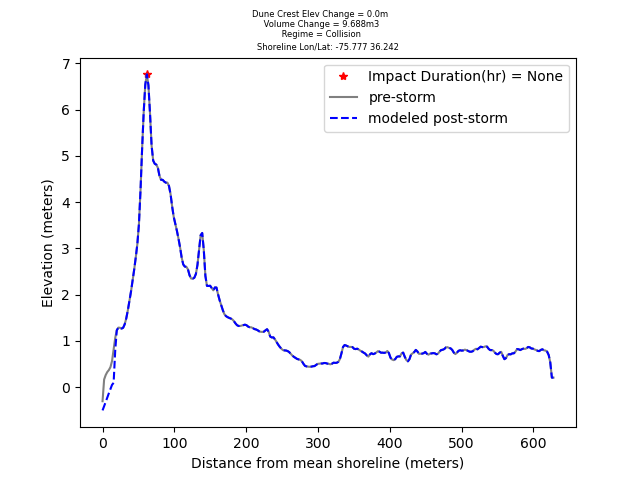 Dune Crest Elev Change = 0.0m
Volume Change = 9.688m3
Regime = Collision
Shoreline Lon/Lat: -75.777 36.242
Impact Duration(hr) = None
pre-storm
modeled post-storm
7
6
5
4
3
2
1
0
Elevation (meters)
0 100 200 300 400 500 600
Distance from mean shoreline (meters)